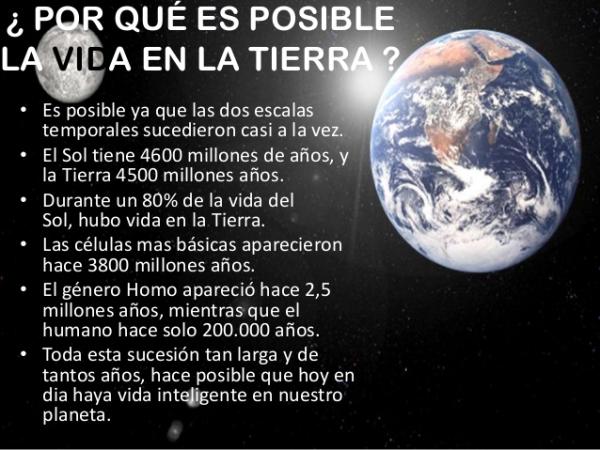 ¿ POR QUÉ ES POSIBLE
LA VIDA EN LA TIERRA ?
• Es posible ya que las dos escalas
temporales sucedieron casi a la vez.
• El Sol tiene 4600 millones de años, y
la Tierra 4500 millones años.
• Durante un 80% de la vida del
Sol, hubo vida en la Tierra.
• Las células mas básicas aparecieron
hace 3800 millones años.
• El género Homo apareció hace 2,5
millones años, mientras que el
humano hace solo 200.000 años.
• Toda esta sucesión tan larga y de
tantos años, hace posible que hoy en
dia haya vida inteligente en nuestro
planeta.